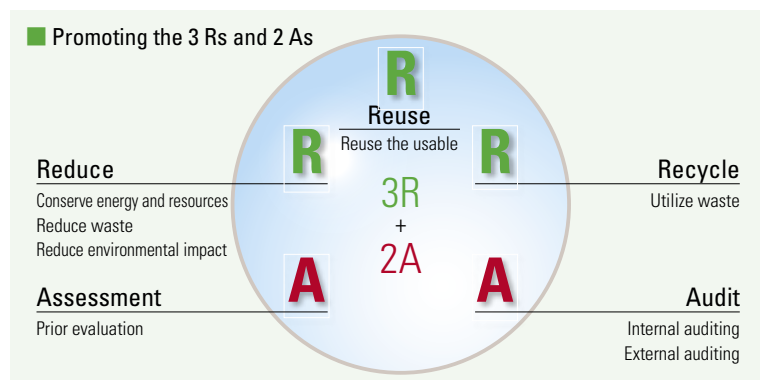 Promoting the 3 Rs and 2 As
R
Reuse
Reuse the usable
R
Reduce
Conserve energy and resources
Reduce waste
Reduce environmental impact
R
Recycle
Utilize waste
3R
+
2A
A
Assessment
Prior evaluation
A
Audit
Internal auditing
External auditing